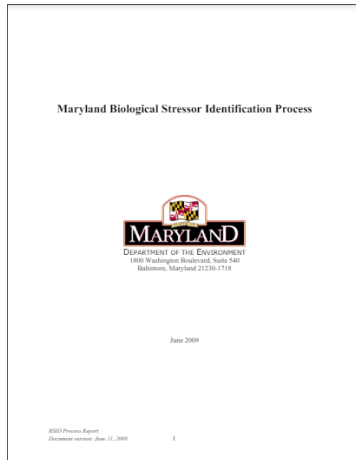 Maryland Biological Stressor Identification Process
MARYLAND
DEPARTMENT OF THE ENVIRONMENT
1800 Washington Boulevard, Suite 540
Baltimore, Maryland 21230-1718
June 2009
BSID Process Report
Document version: June 11, 2009
1